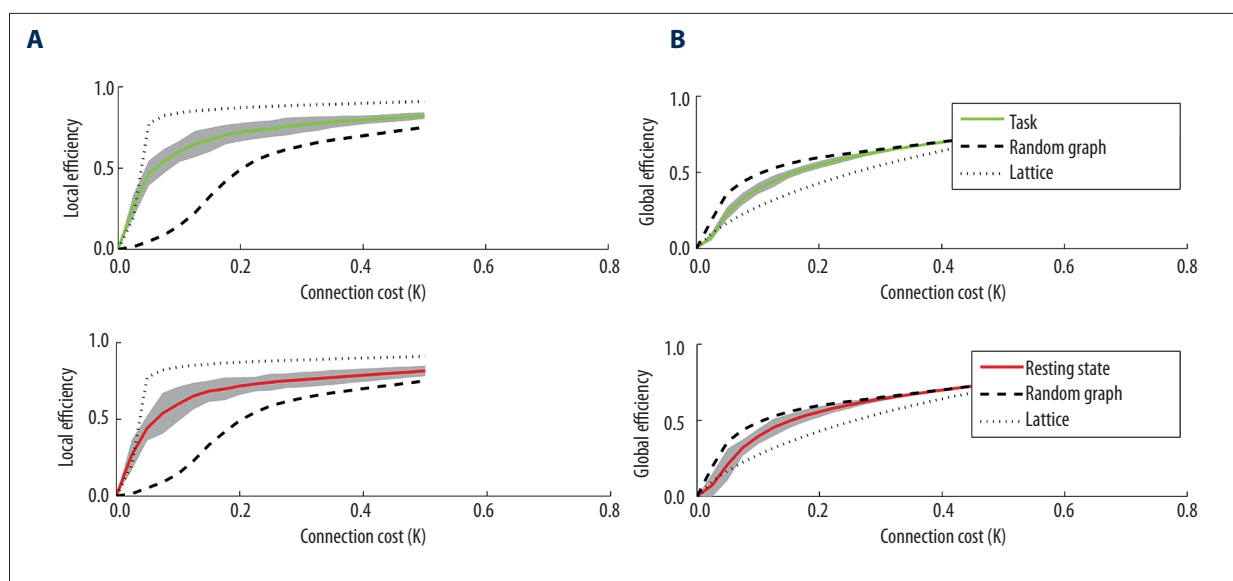 A
B
Local efficiency
1.0
0.5
0.0
0.0 0.2 0.4 0.6 0.8
Connection cost (K)
Global efficiency
1.0
0.5
0.0
0.0 0.2 0.4 0.6 0.8
Connection cost (K)
Task
Random graph
Lattice
Local efficiency
1.0
0.5
0.0
0.0 0.2 0.4 0.6 0.8
Connection cost (K)
Global efficiency
1.0
0.5
0.0
0.0 0.2 0.4 0.6 0.8
Connection cost (K)
Resting state
Random graph
Lattice